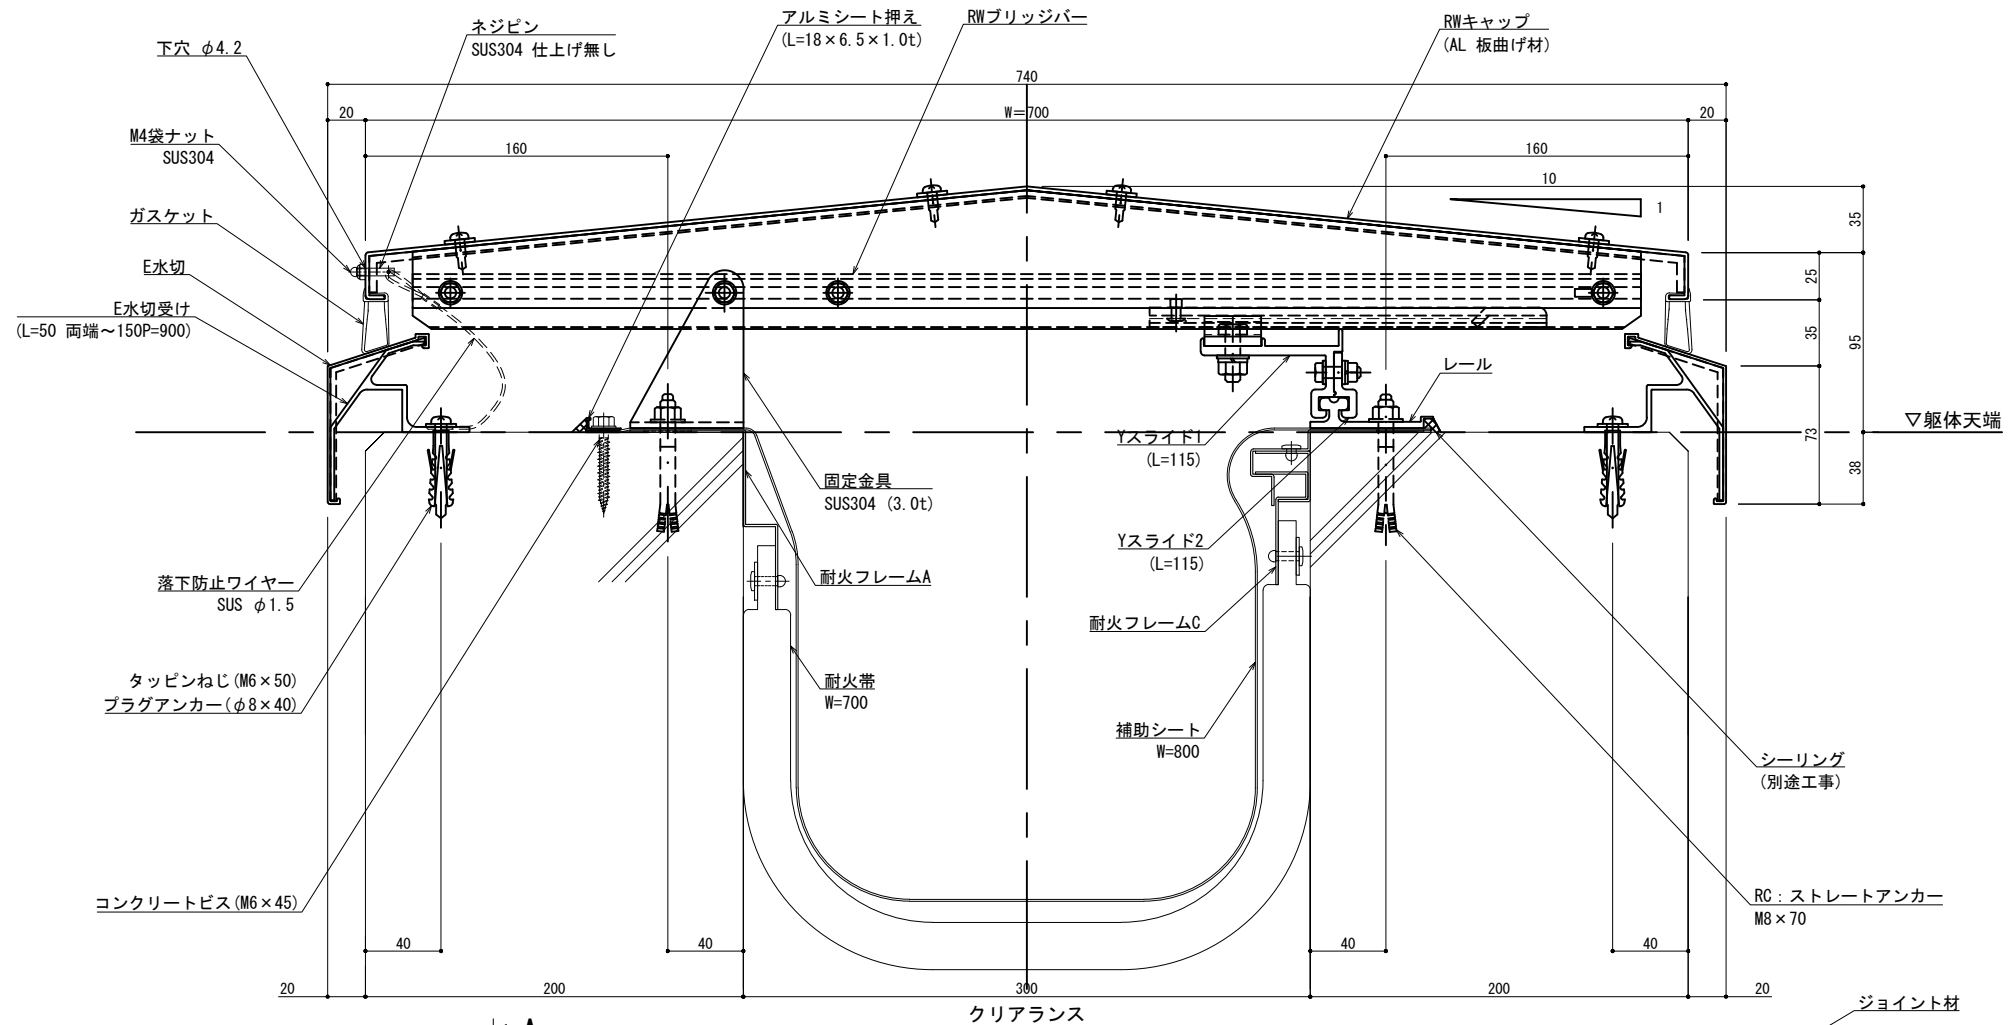 下穴 φ4.2
ネジピン
SUS304 仕上げ無し
アルミシート押え
(L=18×6.5×1.0t)
RWブリッジバー
RWキャップ
(AL 板曲げ材)
740
20
W=700
20
M4袋ナット
SUS304
160
160
10
1
35
ガスケット
E水切
E水切受け
(L=50 両端～150P=900)
25
35
95
レール
73
38
▽躯体天端
Yスライド1
(L=115)
固定金具
SUS304 (3.0t)
Yスライド2
(L=115)
落下防止ワイヤー
SUS φ1.5
耐火フレームA
耐火フレームC
タッピンねじ(M6×50)
プラグアンカー(φ8×40)
耐火帯
W=700
補助シート
W=800
シーリング
(別途工事)
コンクリートビス(M6×45)
RC：ストレートアンカー
M8×70
40
40
40
40
20
200
300
200
20
クリアランス
ジョイント材
A